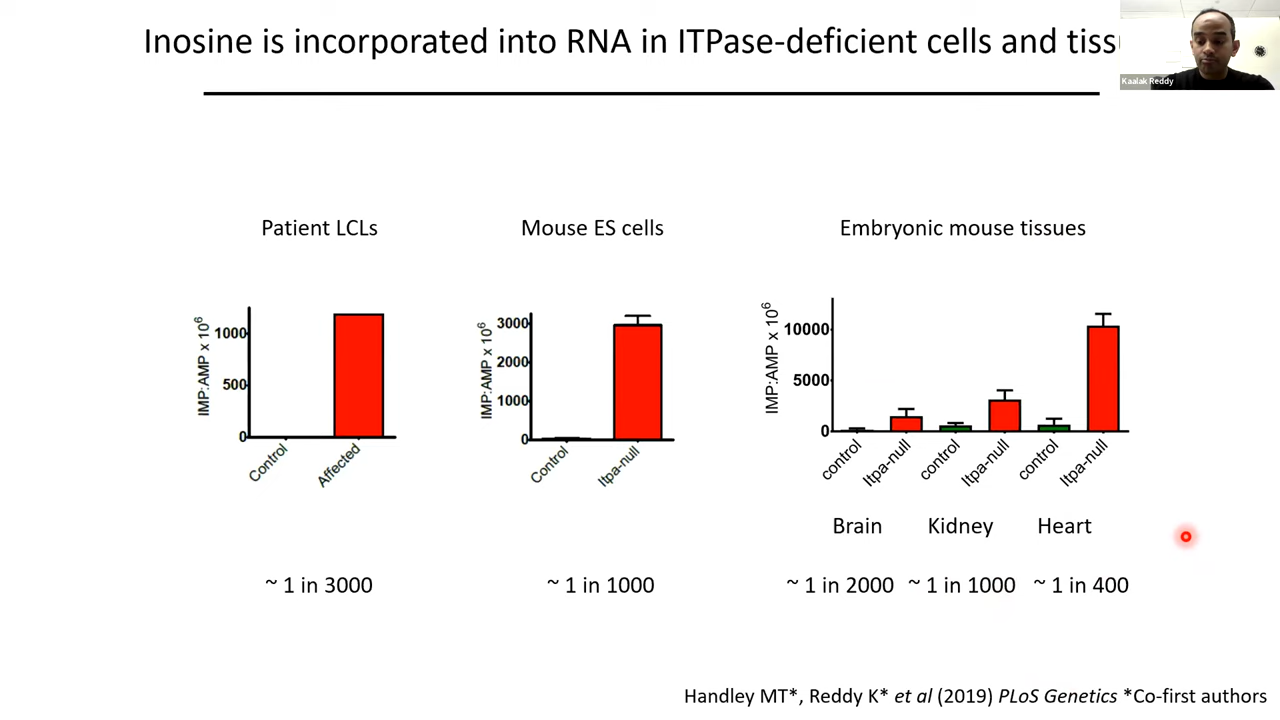 Inosine is incorporated into RNA in ITPase-deficient cells and tissu
Kaalak Reddy
Patient LCLs
Mouse ES cells
Embryonic mouse tissues
IMP:AMP x 10⁶
1000
500
0
Control
Affected
IMP:AMP x 10⁶
3000
2000
1000
0
Control
Itpa-null
IMP:AMP x 10⁶
10000
5000
0
control
Itpa-null
control
Itpa-null
control
Itpa-null
Brain
Kidney
Heart
~ 1 in 3000
~ 1 in 1000
~ 1 in 2000
~ 1 in 1000
~ 1 in 400
Handley MT*, Reddy K* et al (2019) PLoS Genetics *Co-first authors